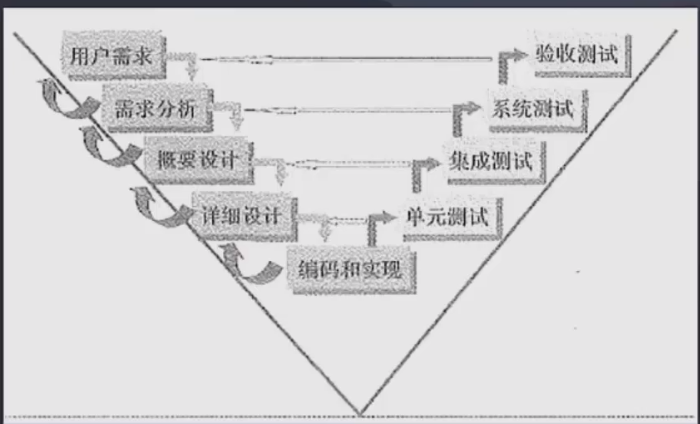 用户需求
验收测试
需求分析
系统测试
概要设计
集成测试
详细设计
单元测试
编码和实现